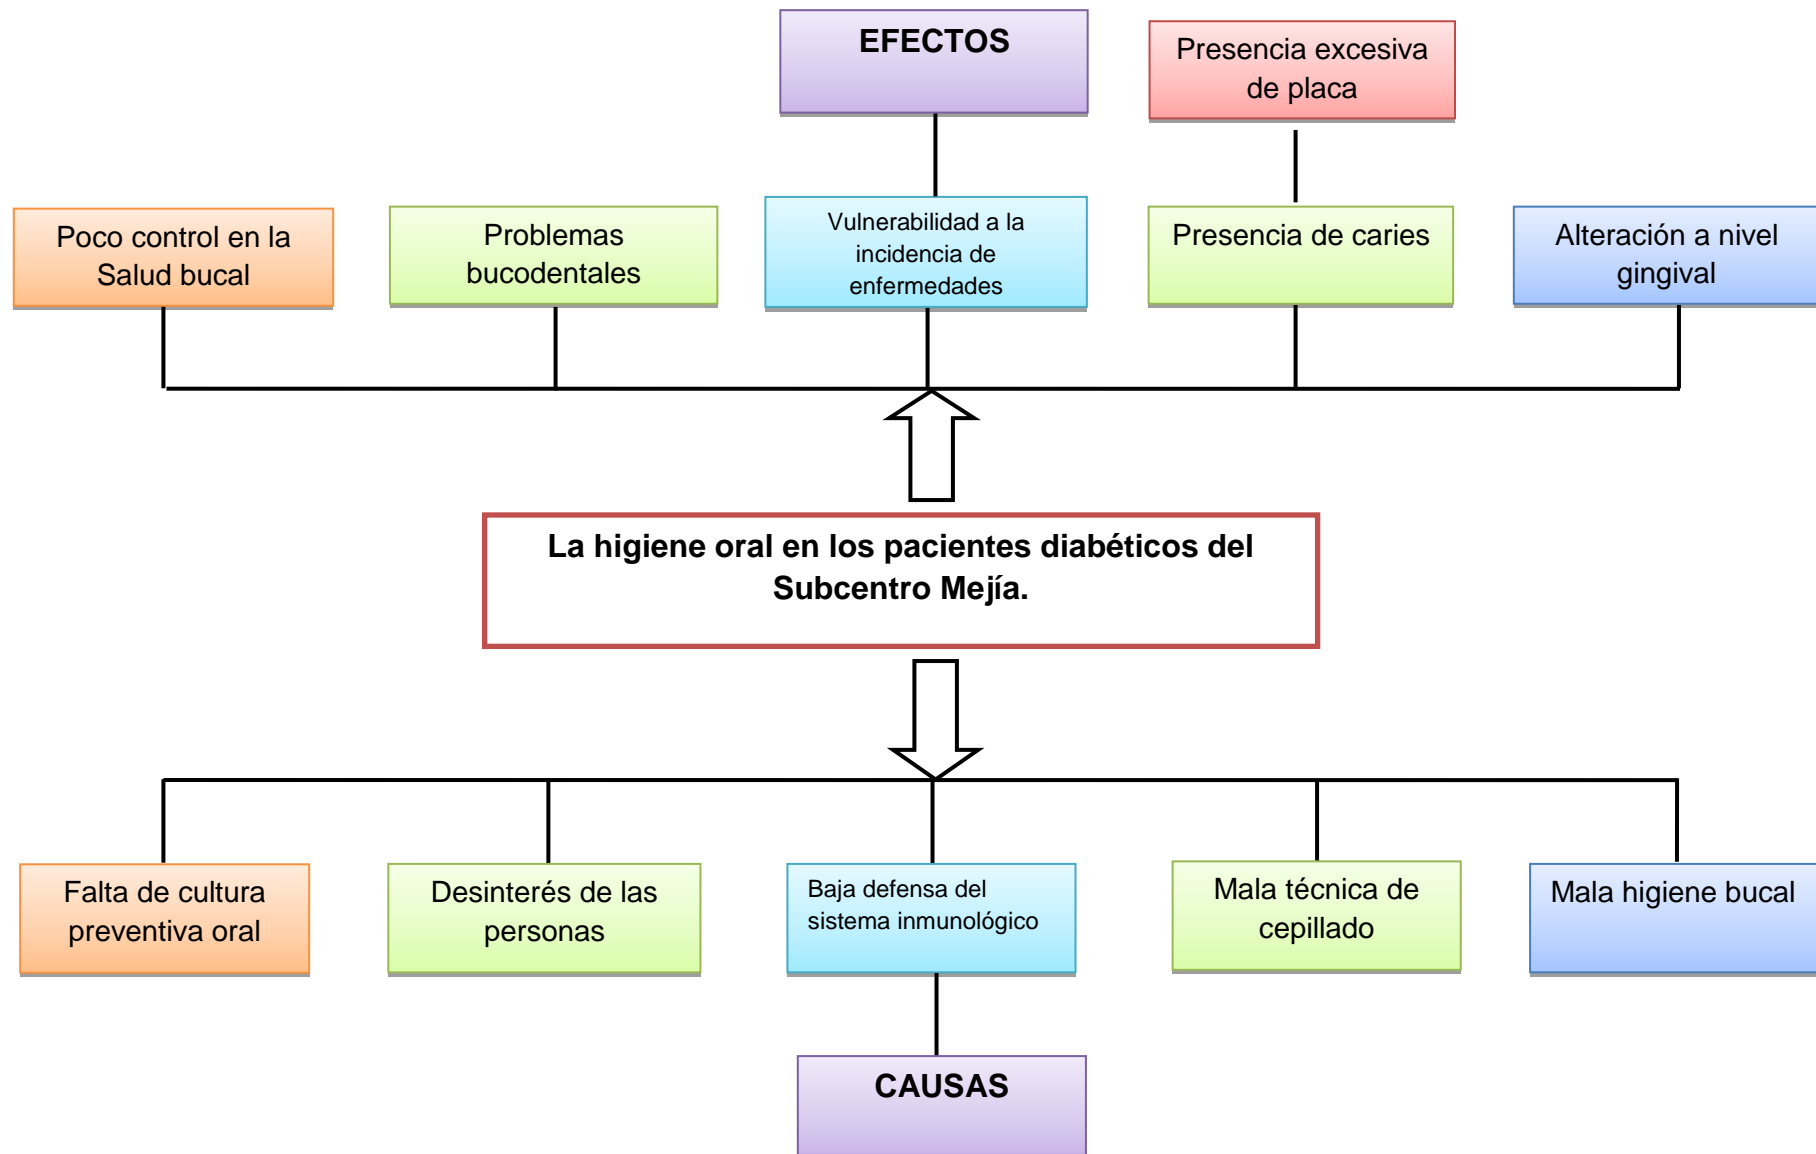 EFECTOS
Presencia excesiva
de placa
Poco control en la
Salud bucal
Problemas
bucodentales
Vulnerabilidad a la
incidencia de
enfermedades
Presencia de caries
Alteración a nivel
gingival
La higiene oral en los pacientes diabéticos del
Subcentro Mejía.
Falta de cultura
preventiva oral
Desinterés de las
personas
Baja defensa del
sistema inmunológico
Mala técnica de
cepillado
Mala higiene bucal
CAUSAS